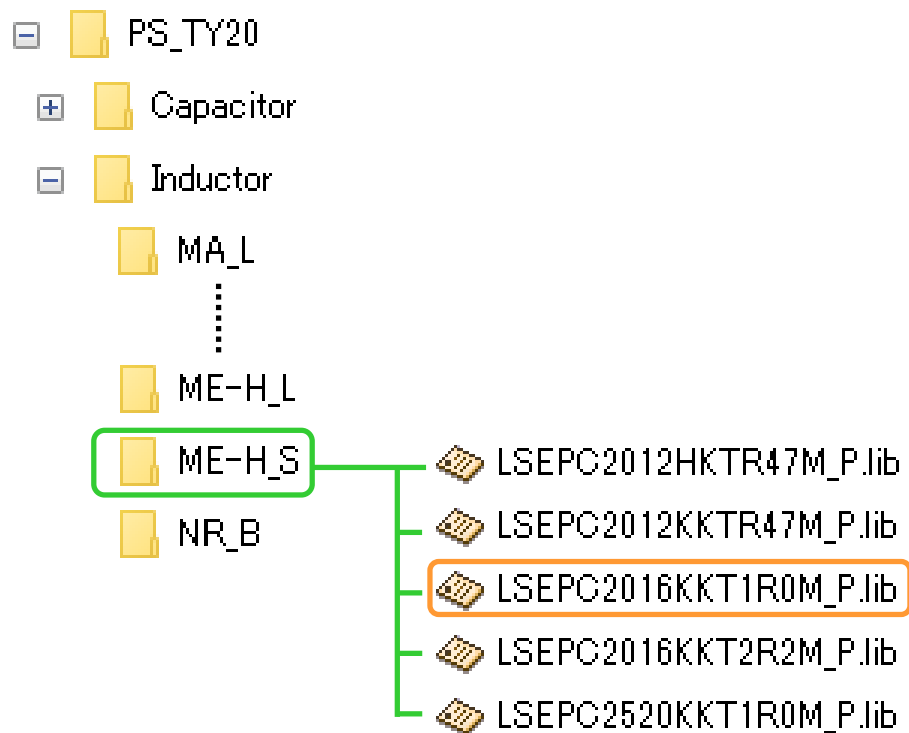 PS_TY20
Capacitor
Inductor
MA_L
ME-H_L
ME-H_S
NR_B
LSEPC2012HKTR47M_P.lib
LSEPC2012KKTR47M_P.lib
LSEPC2016KKT1R0M_P.lib
LSEPC2016KKT2R2M_P.lib
LSEPC2520KKT1R0M_P.lib